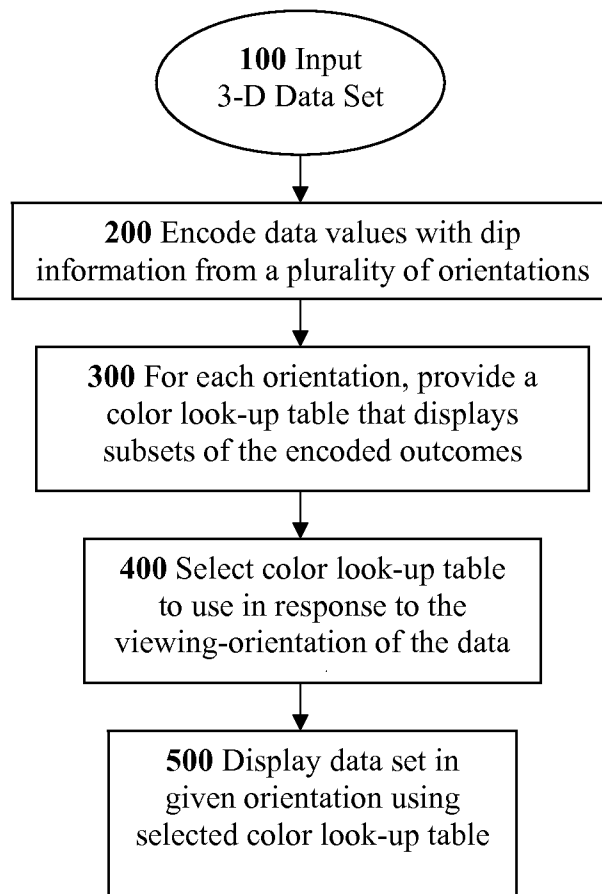 100 Input
3-D Data Set
200 Encode data values with dip
information from a plurality of orientations
300 For each orientation, provide a
color look-up table that displays
subsets of the encoded outcomes
400 Select color look-up table
to use in response to the
viewing-orientation of the data
500 Display data set in
given orientation using
selected color look-up table